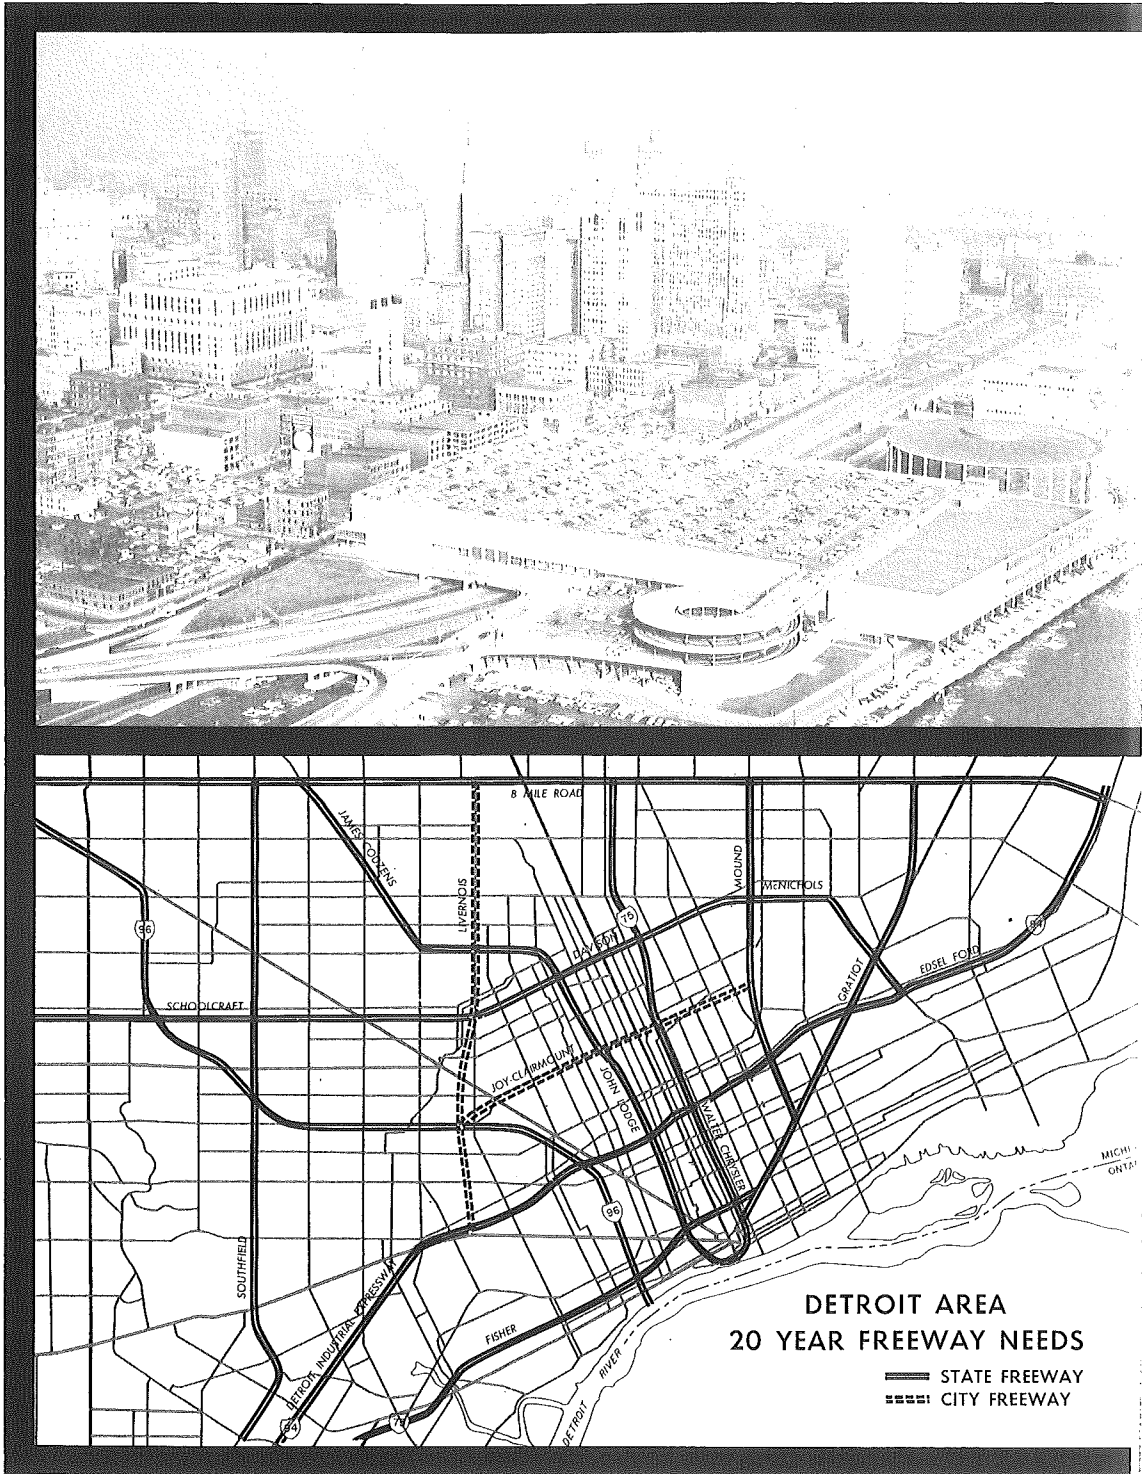 8 MILE ROAD
JAMES COUZENS
LIVERNOIS
MOUND
McNICHOLS
75
DAVISON
96
94
EDSEL FORD
GRATIOT
SCHOOLCRAFT
JOY-CLAIRMOUNT
JOHN LODGE
WALTER CHRYSLER
MICHI
ONTA
96
SOUTHFIELD
DETROIT INDUSTRIAL EXPRESSWAY
FISHER
DETROIT RIVER
94
75
DETROIT AREA
20 YEAR FREEWAY NEEDS
STATE FREEWAY
CITY FREEWAY